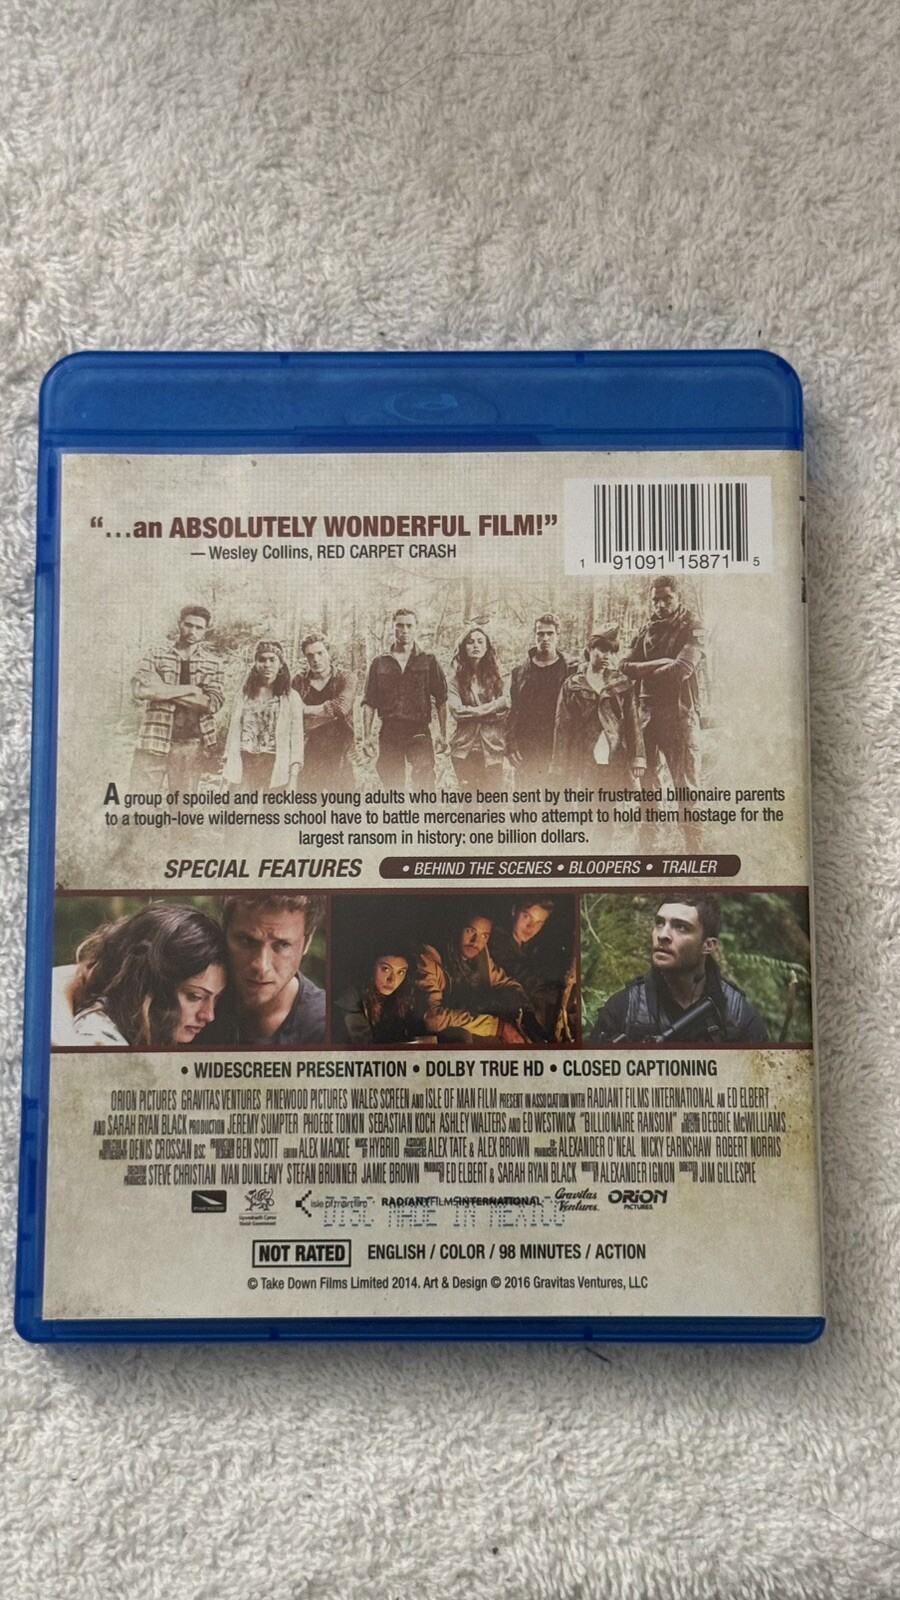 “...an ABSOLUTELY WONDERFUL FILM!”
— Wesley Collins, RED CARPET CRASH
1 91091 15871 5
A group of spoiled and reckless young adults who have been sent by their frustrated billionaire parents
to a tough-love wilderness school have to battle mercenaries who attempt to hold them hostage for the
largest ransom in history: one billion dollars.
SPECIAL FEATURES • BEHIND THE SCENES • BLOOPERS • TRAILER
• WIDESCREEN PRESENTATION • DOLBY TRUE HD • CLOSED CAPTIONING
ORION PICTURES GRAVITAS VENTURES PINEWOOD PICTURES WALES SCREEN AND ISLE OF MAN FILM PRESENT IN ASSOCIATION WITH RADIANT FILMS INTERNATIONAL AN ED ELBERT
AND SARAH RYAN BLACK PRODUCTION JEREMY SUMPTER PHOEBE TONKIN SEBASTIAN KOCH ASHLEY WALTERS AND ED WESTWICK "BILLIONAIRE RANSOM" DEBBIE McWILLIAMS
DENIS CROSSAN BSC BEN SCOTT EDITOR ALEX MACKIE MUSIC BY HYBRID ALEX TATE & ALEX BROWN ALEXANDER O'NEAL NICKY EARNSHAW ROBERT NORRIS
STEVE CHRISTIAN IVAN DUNLEAVY STEFAN BRUNNER JAMIE BROWN ED ELBERT & SARAH RYAN BLACK ALEXANDER IGNON JIM GILLESPIE
isle of man film RADIANT FILMS INTERNATIONAL Gravitas Ventures ORION PICTURES
DISC MADE IN MEXICO
NOT RATED ENGLISH / COLOR / 98 MINUTES / ACTION
© Take Down Films Limited 2014. Art & Design © 2016 Gravitas Ventures, LLC